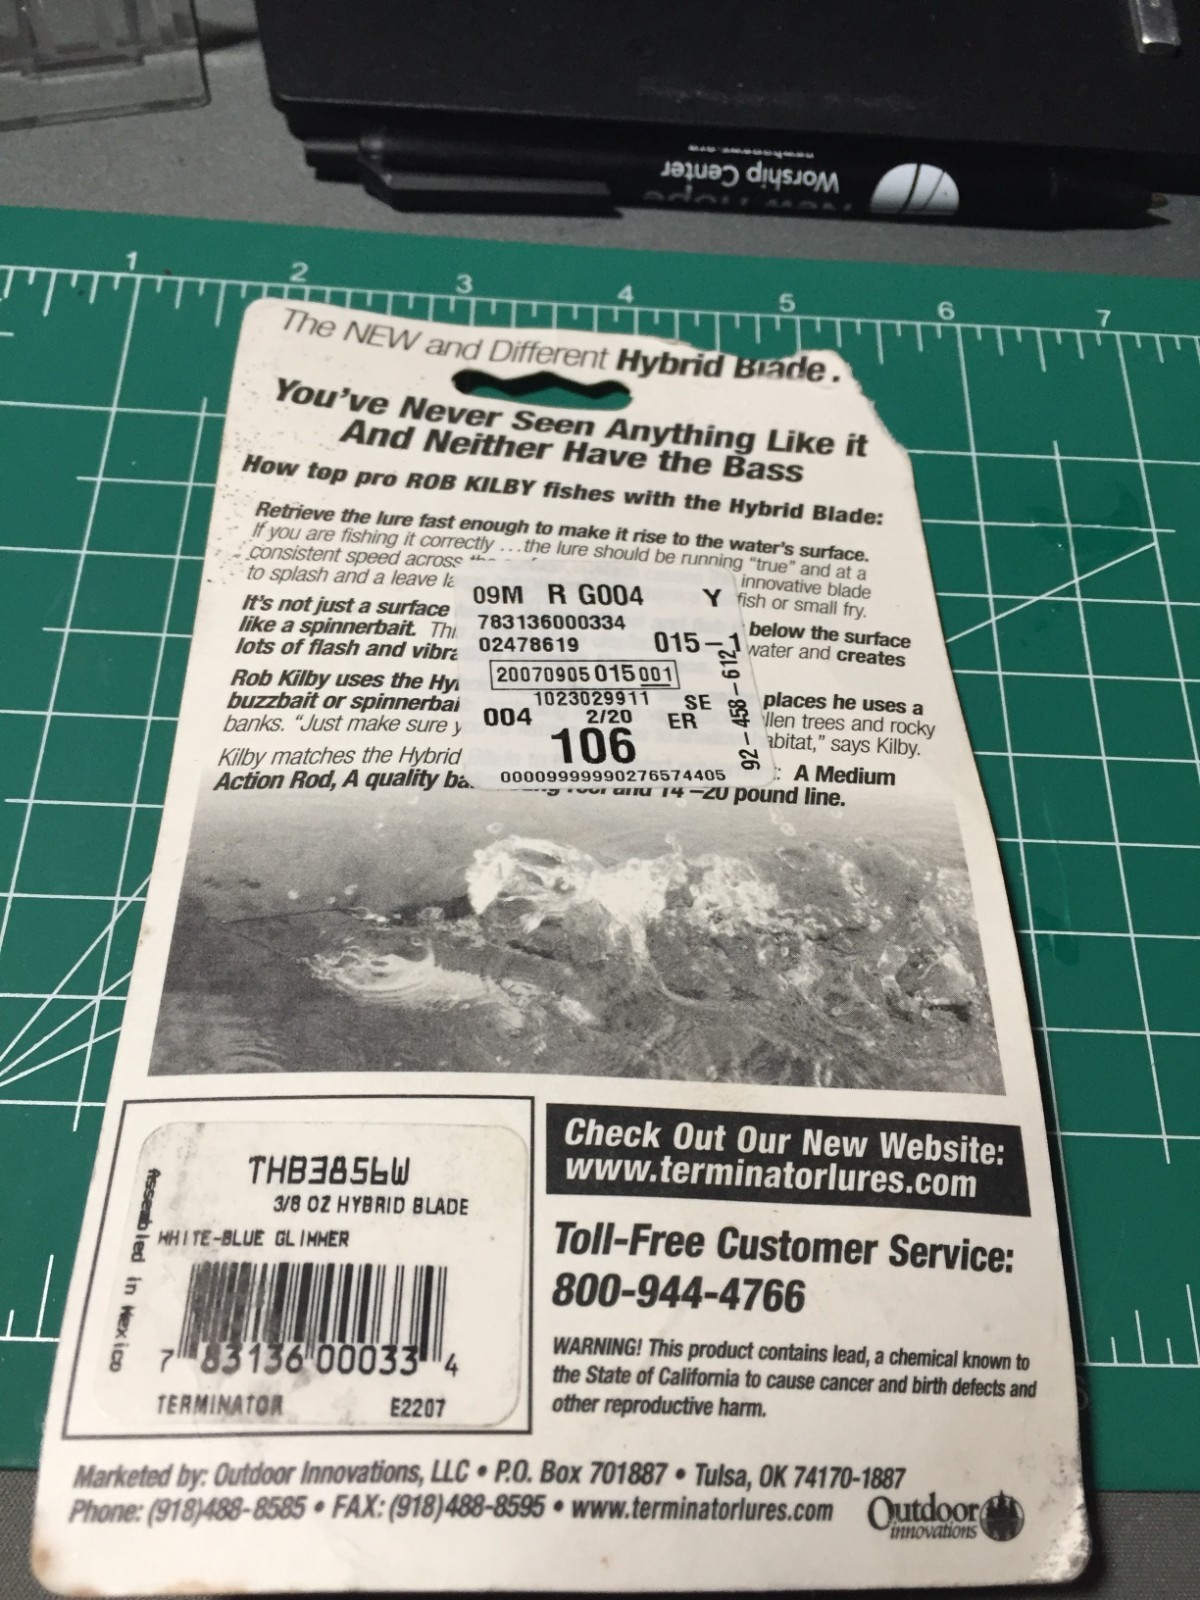 Worship Center
1 2 3 4 5 6 7
The NEW and Different Hybrid Blade.
You've Never Seen Anything Like it
And Neither Have the Bass
How top pro ROB KILBY fishes with the Hybrid Blade:
Retrieve the lure fast enough to make it rise to the water's surface.
If you are fishing it correctly ...the lure should be running "true" and at a
consistent speed across innovative blade
to splash and a leave fish or small fry.
It's not just a surface below the surface
like a spinnerbait. water and creates
lots of flash and
Rob Kilby uses the places he uses a
buzzbait or trees and rocky
banks. "Just make sure says Kilby.
Kilby matches the Hybrid A Medium
Action Rod, A quality and 14 –20 pound line.
09M R G004 Y
783136000334
02478619 015–1
20070905 015 001
1023029911 SE
004 2/20 ER
106
00009999990276574405
92–458–612
Check Out Our New Website:
www.terminatorlures.com
Toll-Free Customer Service:
800-944-4766
WARNING! This product contains lead, a chemical known to
the State of California to cause cancer and birth defects and
other reproductive harm.
THB3856W
3/8 OZ HYBRID BLADE
WHITE-BLUE GLIMMER
Assembled in Mexico
7 83136 00033 4
TERMINATOR E2207
Marketed by: Outdoor Innovations, LLC • P.O. Box 701887 • Tulsa, OK 74170-1887
Phone: (918)488-8585 • FAX: (918)488-8595 • www.terminatorlures.com
Outdoor
innovations